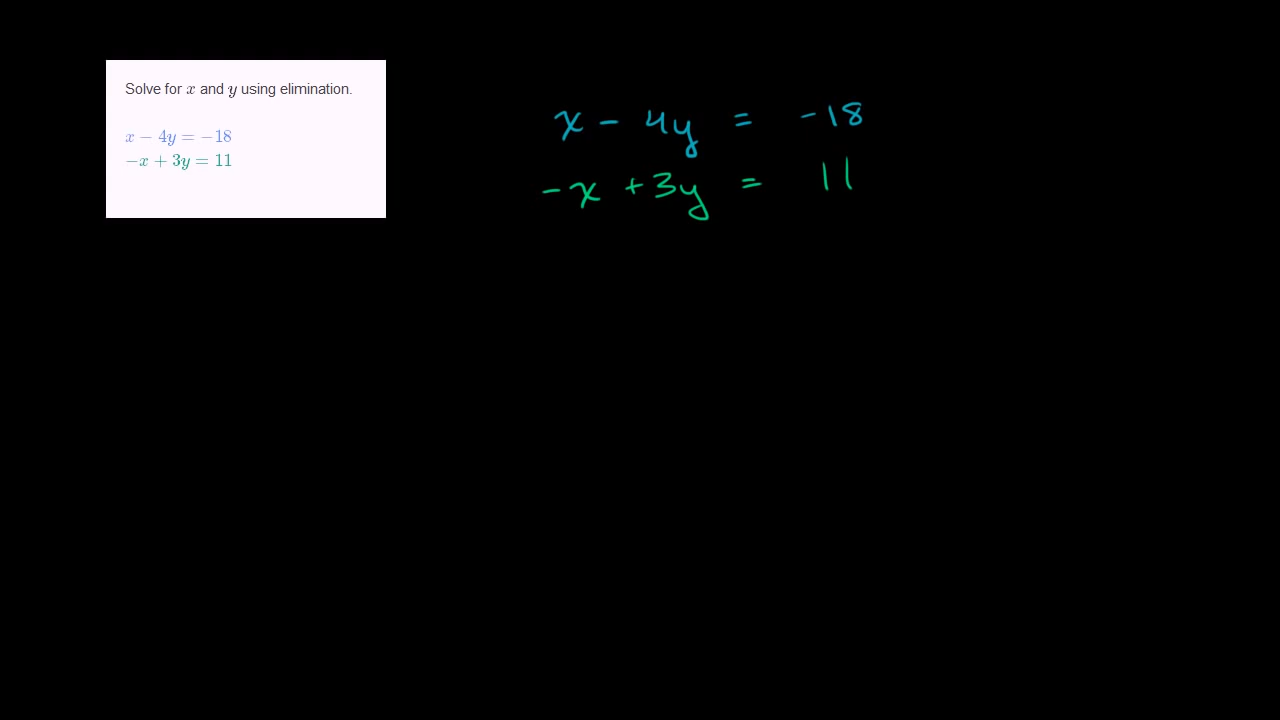 Solve for x and y using elimination.
x − 4y = −18
−x + 3y = 11
x − 4y = −18
−x + 3y = 11